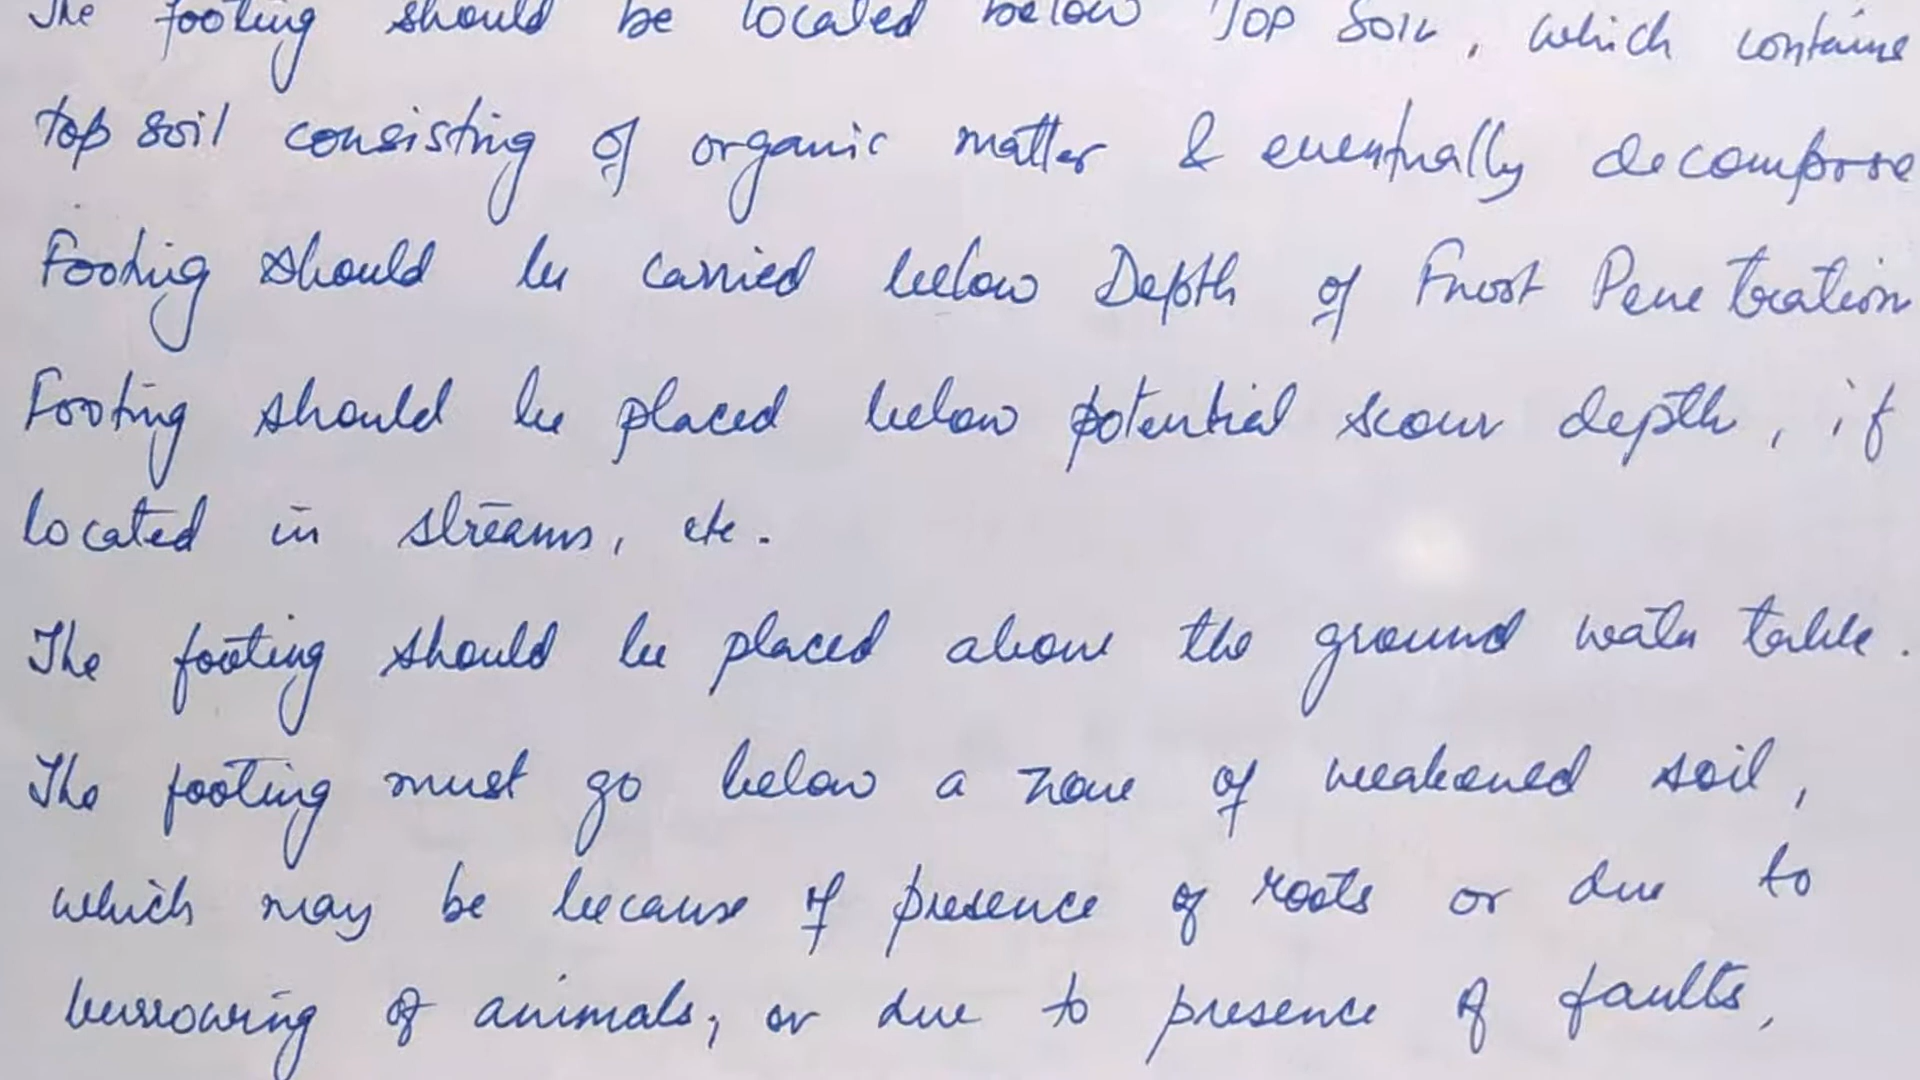 The footing should be located below Top Soil, which contains
top soil consisting of organic matter & eventually decompose
Footing should be carried below Depth of Frost Penetration
Footing should be placed below potential scour depth, if
located in streams, etc.
The footing should be placed above the ground water table.
The footing must go below a zone of weakened soil,
which may be because of presence of roots or due to
burrowing of animals, or due to presence of faults,